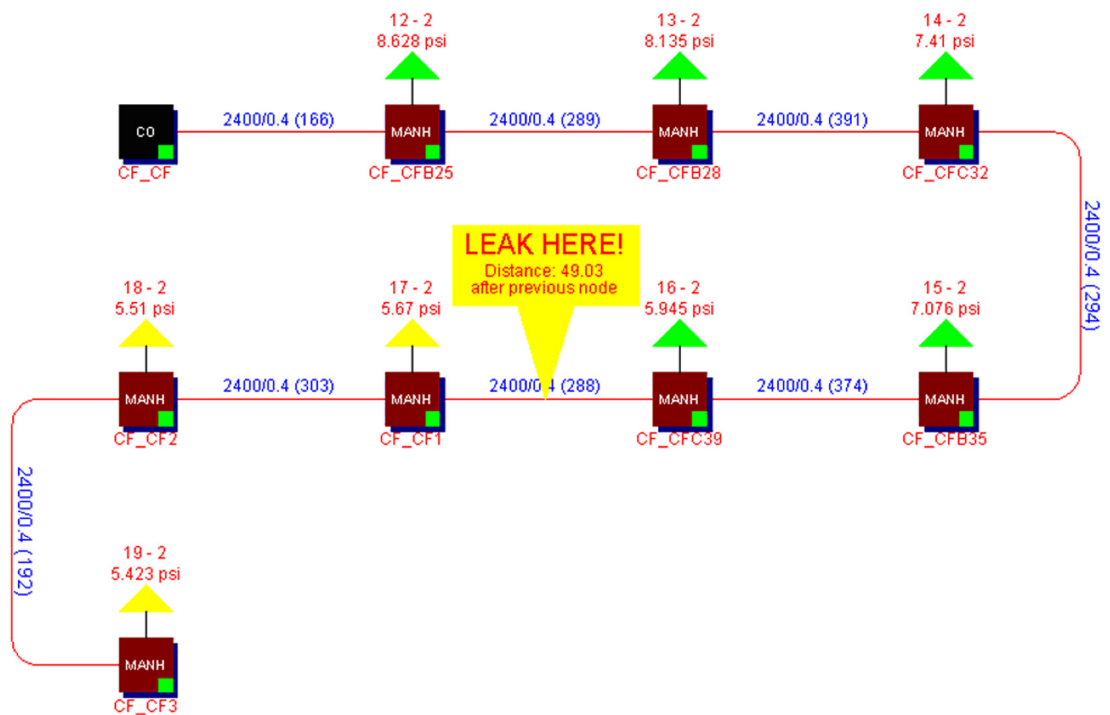 12 - 2
8.628 psi
13 - 2
8.135 psi
14 - 2
7.41 psi
CO
2400/0.4 (166)
MANH
2400/0.4 (289)
MANH
2400/0.4 (391)
MANH
CF_CF
CF_CFB25
CF_CFB28
CF_CFC32
2400/0.4 (294)
LEAK HERE!
Distance: 49.03
after previous node
18 - 2
5.51 psi
17 - 2
5.67 psi
16 - 2
5.945 psi
15 - 2
7.076 psi
MANH
2400/0.4 (303)
MANH
2400/0.4 (288)
MANH
2400/0.4 (374)
MANH
CF_CF2
CF_CF1
CF_CFC39
CF_CFB35
2400/0.4 (192)
19 - 2
5.423 psi
MANH
CF_CF3